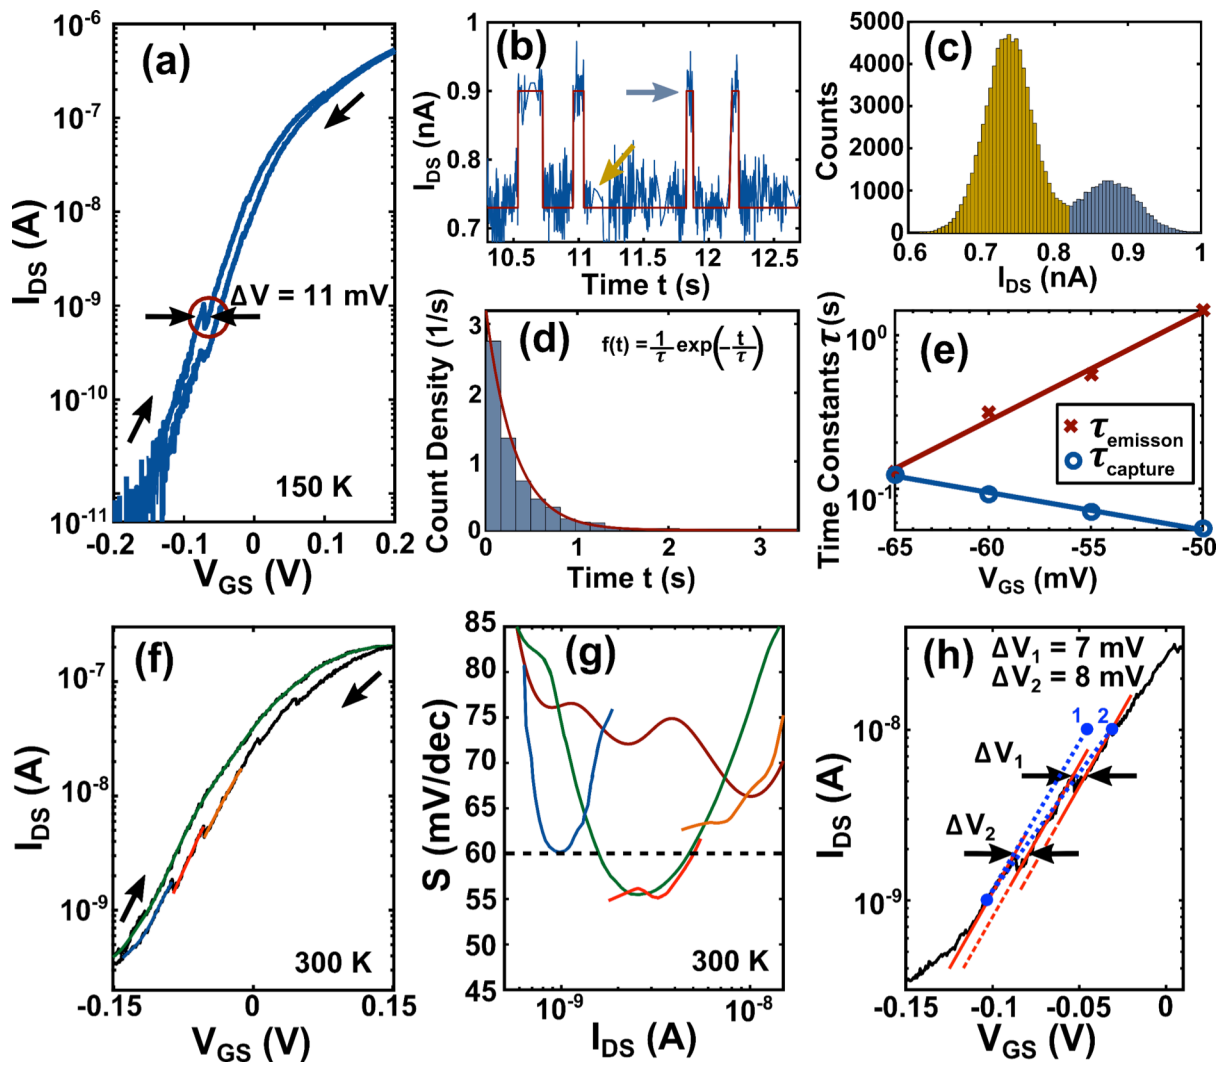 (a)
10⁻⁶
10⁻⁷
10⁻⁸
10⁻⁹
10⁻¹⁰
10⁻¹¹
I_DS (A)
ΔV = 11 mV
150 K
-0.2 -0.1 0 0.1 0.2
V_GS (V)
(b)
1
0.9
0.8
0.7
I_DS (nA)
10.5 11 11.5 12 12.5
Time t (s)
(c)
5000
4000
3000
2000
1000
0
Counts
0.6 0.7 0.8 0.9 1
I_DS (nA)
(d)
f(t) = 1/τ exp(-t/τ)
3
2
1
0
Count Density (1/s)
0 1 2 3
Time t (s)
(e)
10⁰
10⁻¹
Time Constants τ (s)
τ_emisson
τ_capture
-65 -60 -55 -50
V_GS (mV)
(f)
10⁻⁷
10⁻⁸
10⁻⁹
I_DS (A)
300 K
-0.15 0 0.15
V_GS (V)
(g)
85
80
75
70
65
60
55
50
45
S (mV/dec)
300 K
10⁻⁹ 10⁻⁸
I_DS (A)
(h)
ΔV₁ = 7 mV
ΔV₂ = 8 mV
1 2
ΔV₁
ΔV₂
10⁻⁸
10⁻⁹
I_DS (A)
-0.15 -0.1 -0.05 0
V_GS (V)